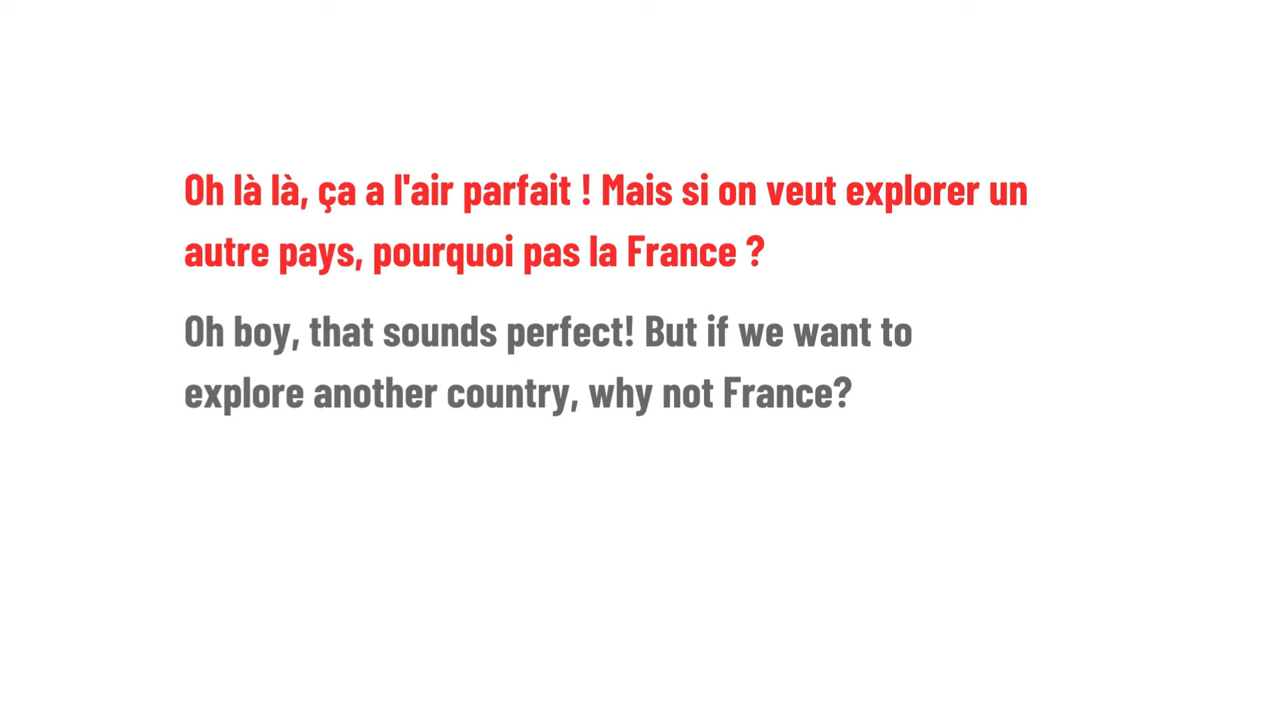 Oh là là, ça a l'air parfait ! Mais si on veut explorer un
autre pays, pourquoi pas la France ?
Oh boy, that sounds perfect! But if we want to
explore another country, why not France?